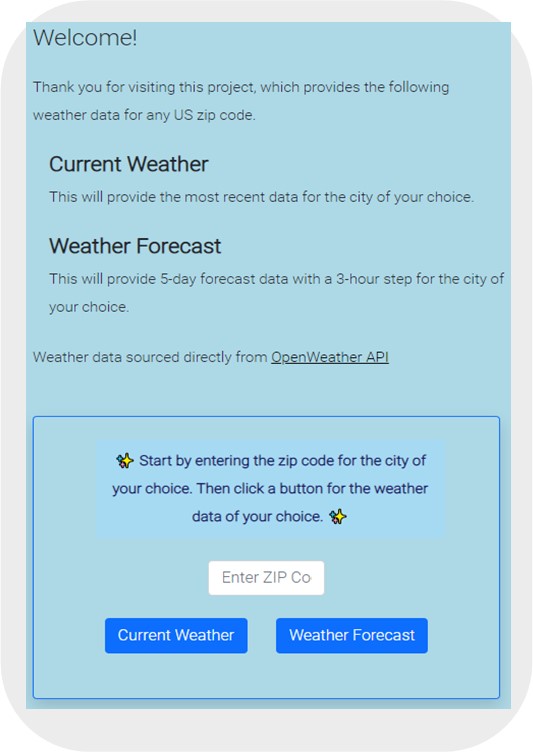 Welcome!
Thank you for visiting this project, which provides the following
weather data for any US zip code.
Current Weather
This will provide the most recent data for the city of your choice.
Weather Forecast
This will provide 5-day forecast data with a 3-hour step for the city of
your choice.
Weather data sourced directly from OpenWeather API
✨ Start by entering the zip code for the city of
your choice. Then click a button for the weather
data of your choice. ✨
Enter ZIP Co
Current Weather Weather Forecast